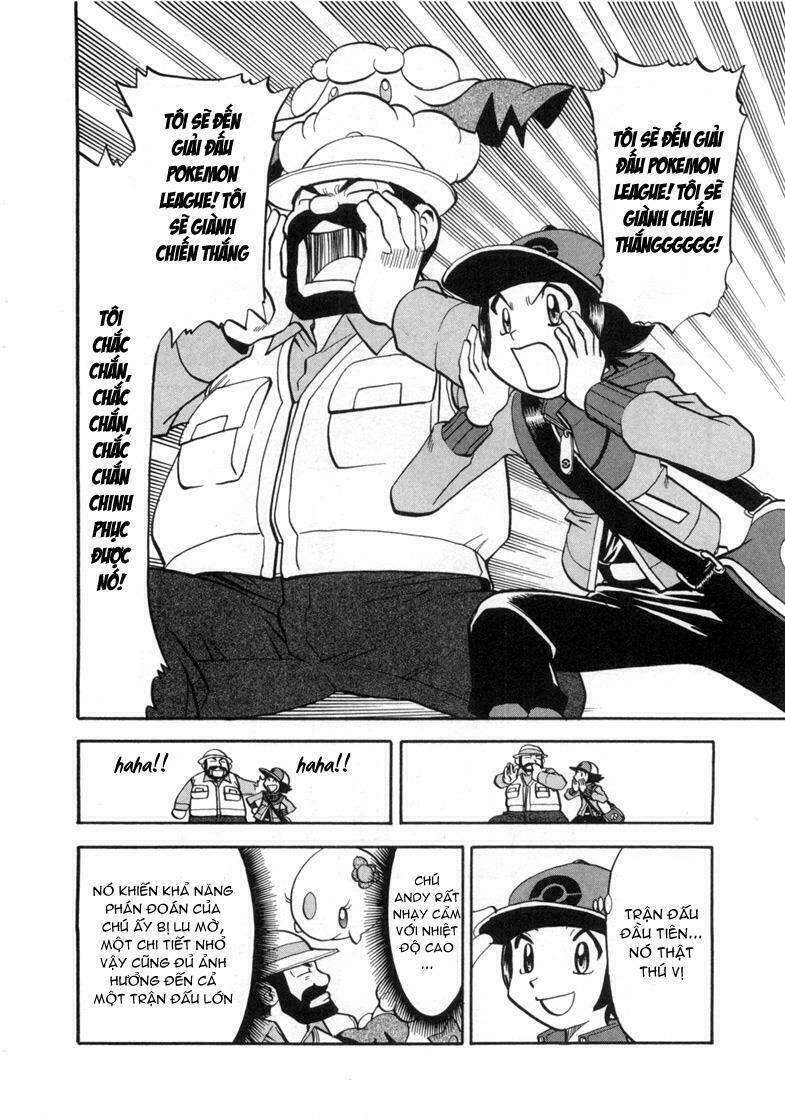 TÔI SẼ ĐẾN
GIẢI ĐẤU
POKEMON
LEAGUE! TÔI
SẼ GIÀNH
CHIẾN THẮNG
TÔI SẼ ĐẾN GIẢI
ĐẤU POKEMON
LEAGUE! TÔI SẼ
GIÀNH CHIẾN
THẮNGGGGGG!
TÔI
CHẮC
CHẮN,
CHẮC
CHẮN,
CHẮC
CHẮN
CHINH
PHỤC
ĐƯỢC
NÓ!
haha!!
haha!!
TRẬN ĐẤU
ĐẦU TIÊN...
NÓ THẬT
THÚ VỊ
CHÚ
ANDY RẤT
NHẠY CẢM
VỚI NHIỆT
ĐỘ CAO
...
NÓ KHIẾN KHẢ NĂNG
PHÁN ĐOÁN CỦA
CHÚ ẤY BỊ LU MỜ,
MỘT CHI TIẾT NHỎ
VẬY CŨNG ĐỦ ẢNH
HƯỞNG ĐẾN CẢ
MỘT TRẬN ĐẤU LỚN